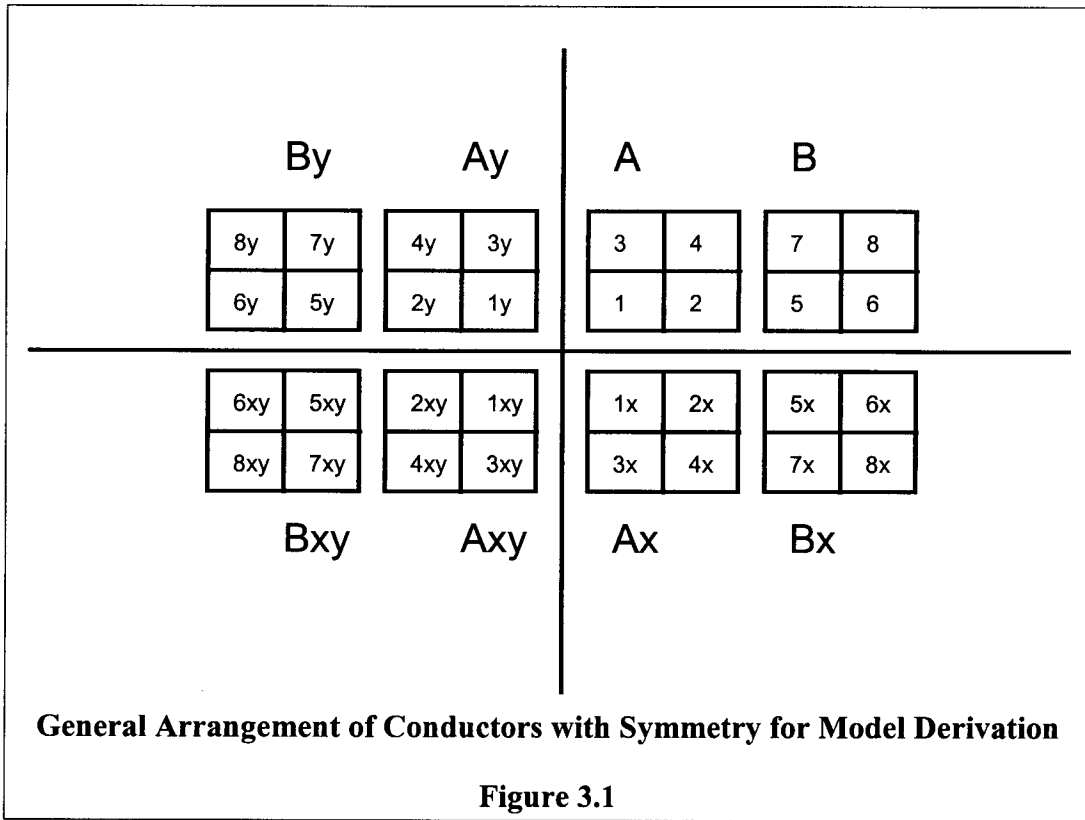 By Ay A B
8y 7y 4y 3y 3 4 7 8
6y 5y 2y 1y 1 2 5 6
6xy 5xy 2xy 1xy 1x 2x 5x 6x
8xy 7xy 4xy 3xy 3x 4x 7x 8x
Bxy Axy Ax Bx
General Arrangement of Conductors with Symmetry for Model Derivation
Figure 3.1